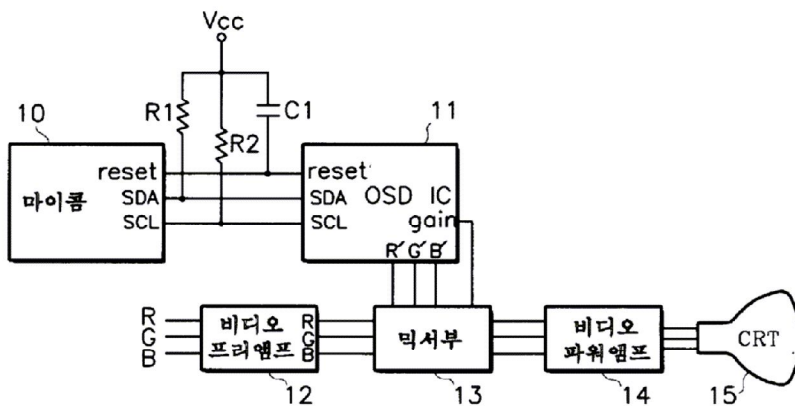 Vcc
10
R1
R2
C1
11
마이콤
reset
SDA
SCL
reset
SDA
SCL
OSD IC
gain
R′ G′ B′
R
G
B
비디오
프리앰프
R
G
B
믹서부
비디오
파워앰프
CRT
12
13
14
15